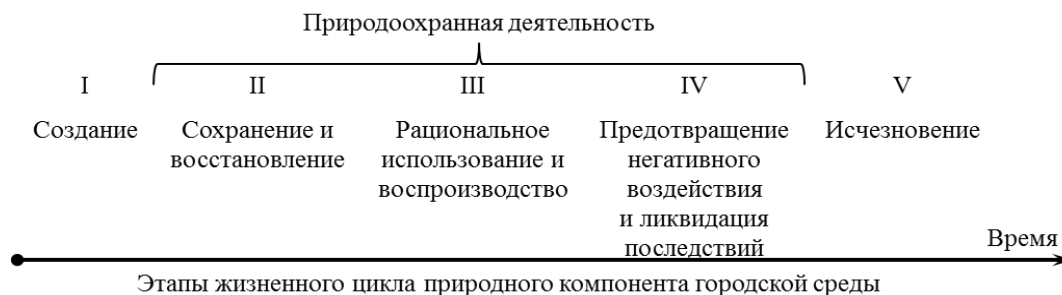 Природоохранная деятельность
I II III IV V
Создание Сохранение и Рациональное Предотвращение Исчезновение
восстановление использование и негативного
воспроизводство воздействия
и ликвидация
последствий
Время
Этапы жизненного цикла природного компонента городской среды